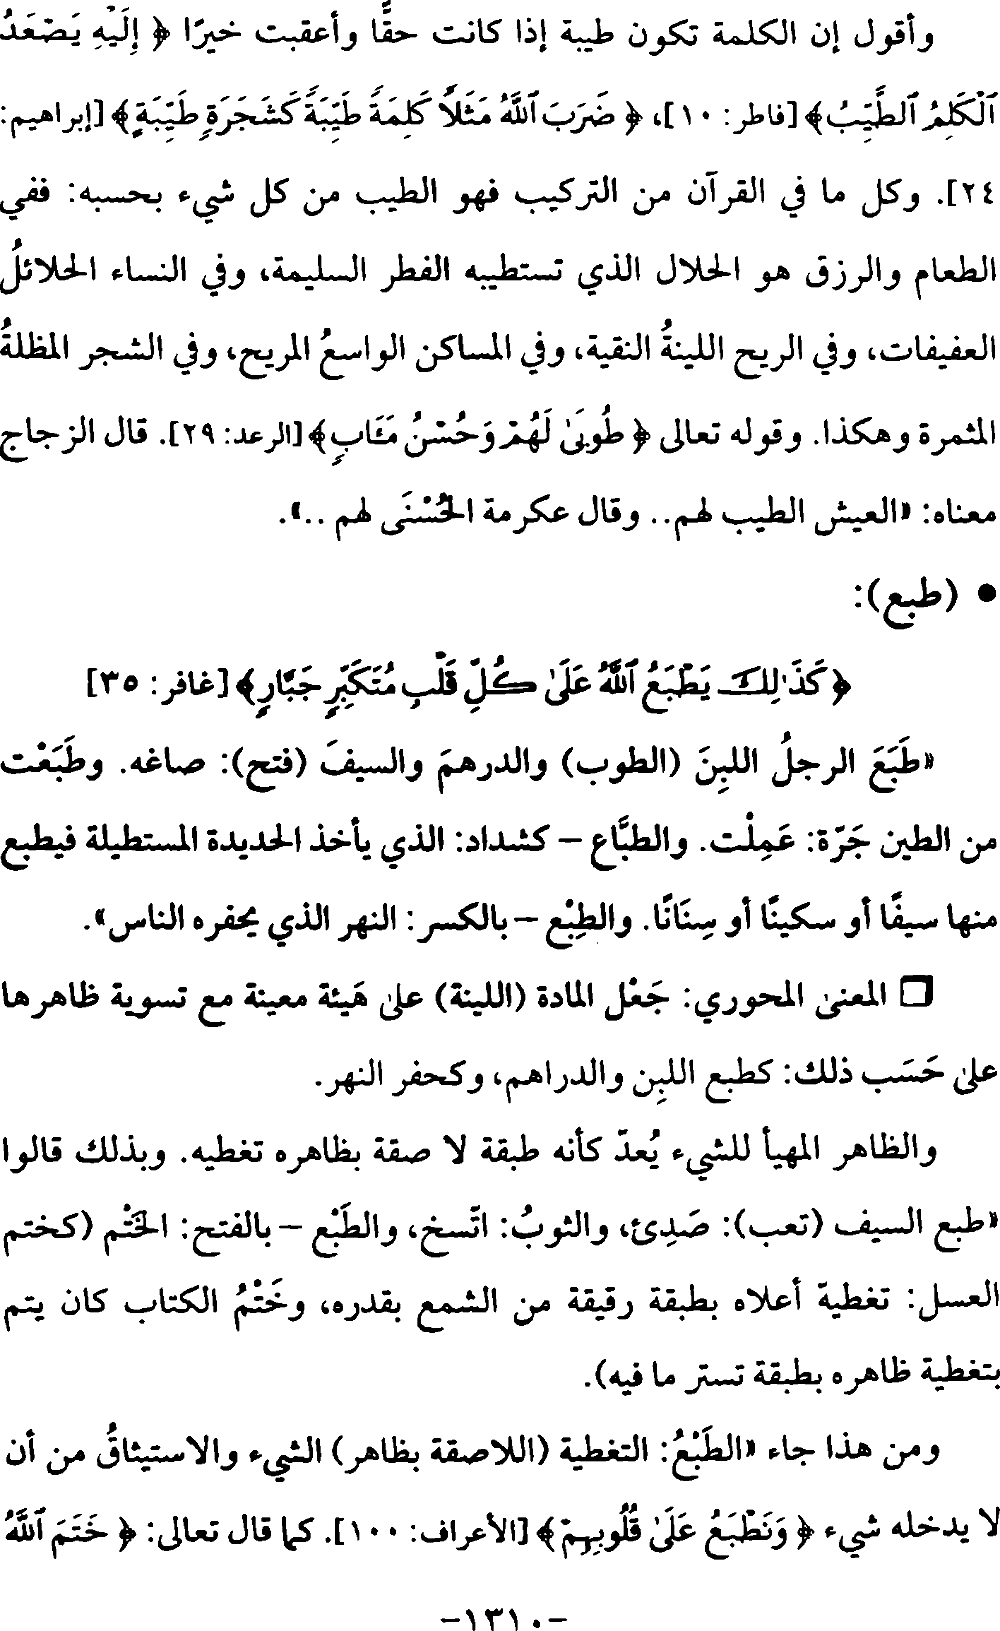 وأقول إن الكلمة تكون طيبة إذا كانت حقًّا وأعقبت خيرًا ﴿ إِلَيْهِ يَصْعَدُ
ٱلْكَلِمُ ٱلطَّيِّبُ﴾ [فاطر: ١٠]، ﴿ ضَرَبَ ٱللَّهُ مَثَلًا كَلِمَةً طَيِّبَةً كَشَجَرَةٍ طَيِّبَةٍ﴾ [إبراهيم:
٢٤]. وكل ما في القرآن من التركيب فهو الطيب من كل شيء بحسبه: ففي
الطعام والرزق هو الحلال الذي تستطيبه الفطر السليمة، وفي النساء الحلائلُ
العفيفات، وفي الريح اللينةُ النقية، وفي المساكن الواسعُ المريح، وفي الشجر المظلةُ
المثمرة وهكذا. وقوله تعالى ﴿ طُوبَىٰ لَهُمْ وَحُسْنُ مَـَٔابٍ﴾ [الرعد: ٢٩]. قال الزجاج
معناه: «العيش الطيب لهم.. وقال عكرمة الحُسْنَى لهم ..».
• (طبع):
﴿ كَذَٰلِكَ يَطْبَعُ ٱللَّهُ عَلَىٰ كُلِّ قَلْبِ مُتَكَبِّرٍ جَبَّارٍ﴾ [غافر: ٣٥]
«طَبَعَ الرجلُ اللبِنَ (الطوب) والدرهمَ والسيفَ (فتح): صاغه. وطَبَعْت
من الطين جَرّة: عَمِلْت. والطبَّاع – كشداد: الذي يأخذ الحديدة المستطيلة فيطبع
منها سيفًا أو سكينًا أو سِنَانًا. والطِبْع – بالكسر: النهر الذي يحفره الناس».
□ المعنى المحوري: جَعْل المادة (اللينة) على هَيئة معينة مع تسوية ظاهرها
على حَسَب ذلك: كطبع اللبِن والدراهم، وكحفر النهر.
والظاهر المهيأ للشيء يُعدّ كأنه طبقة لا صقة بظاهره تغطيه. وبذلك قالوا
«طبع السيف (تعب): صَدِئ، والثوبُ: اتّسخ، والطَبْع – بالفتح: الخَتْم (كختم
العسل: تغطية أعلاه بطبقة رقيقة من الشمع بقدره، وخَتْمُ الكتاب كان يتم
بتغطية ظاهره بطبقة تستر ما فيه).
ومن هذا جاء «الطَبْعُ: التغطية (اللاصقة بظاهر) الشيء والاستيثاقُ من أن
لا يدخله شيء ﴿ وَنَطْبَعُ عَلَىٰ قُلُوبِهِمْ﴾ [الأعراف: ١٠٠]. كما قال تعالى: ﴿ خَتَمَ ٱللَّهُ
-١٣١٠-